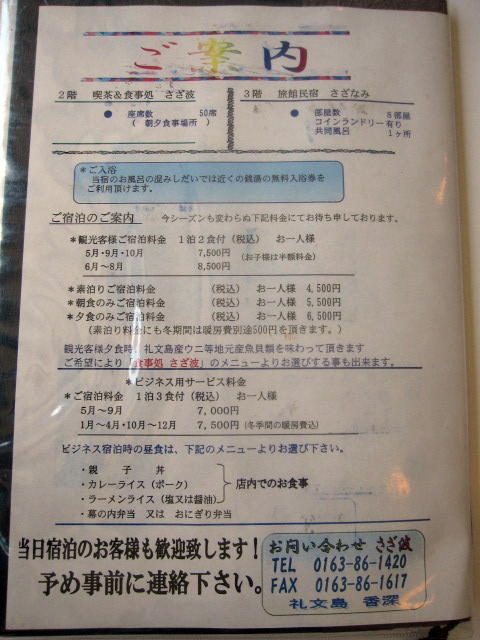 ご案内
2階 喫茶&食事処 さざ波
● 座席数 50席
( 朝夕食事場所 )
3階 旅館民宿 さざなみ
● 部屋数 8部屋
コインランドリー有り
共同風呂 1ヶ所
*ご入浴
当宿のお風呂の混みしだいでは近くの銭湯の無料入浴券を
ご利用頂けます。
ご宿泊のご案内 今シーズンも変わらぬ下記料金にてお待ち申しております。
*観光客様ご宿泊料金 1泊2食付(税込) お一人様
5月・9月・10月 7,500円 (お子様は半額料金)
6月～8月 8,500円
*素泊りご宿泊料金 (税込) お一人様 4,500円
*朝食のみご宿泊料金 (税込) お一人様 5,500円
*夕食のみご宿泊料金 (税込) お一人様 6,500円
(素泊り料金にも冬期間は暖房費別途500円を頂きます。)
観光客様夕食時、礼文島産ウニ等地元産魚貝類を味わって頂きます
ご希望により「食事処 さざ波」のメニューよりお選びする事も出来ます。
*ビジネス用サービス料金
*ご宿泊料金 1泊3食付(税込) お一人様
5月～9月 7,000円
1月～4月・10月～12月 7,500円 (冬季間の暖房費込)
ビジネス宿泊時の昼食は、下記のメニューよりお選び下さい。
・親 子 丼
・カレーライス(ポーク) 店内でのお食事
・ラーメンライス(塩又は醤油)
・幕の内弁当 又は おにぎり弁当
当日宿泊のお客様も歓迎致します!
予め事前に連絡下さい。
お問い合わせ さざ波
TEL 0163-86-1420
FAX 0163-86-1617
礼文島 香深